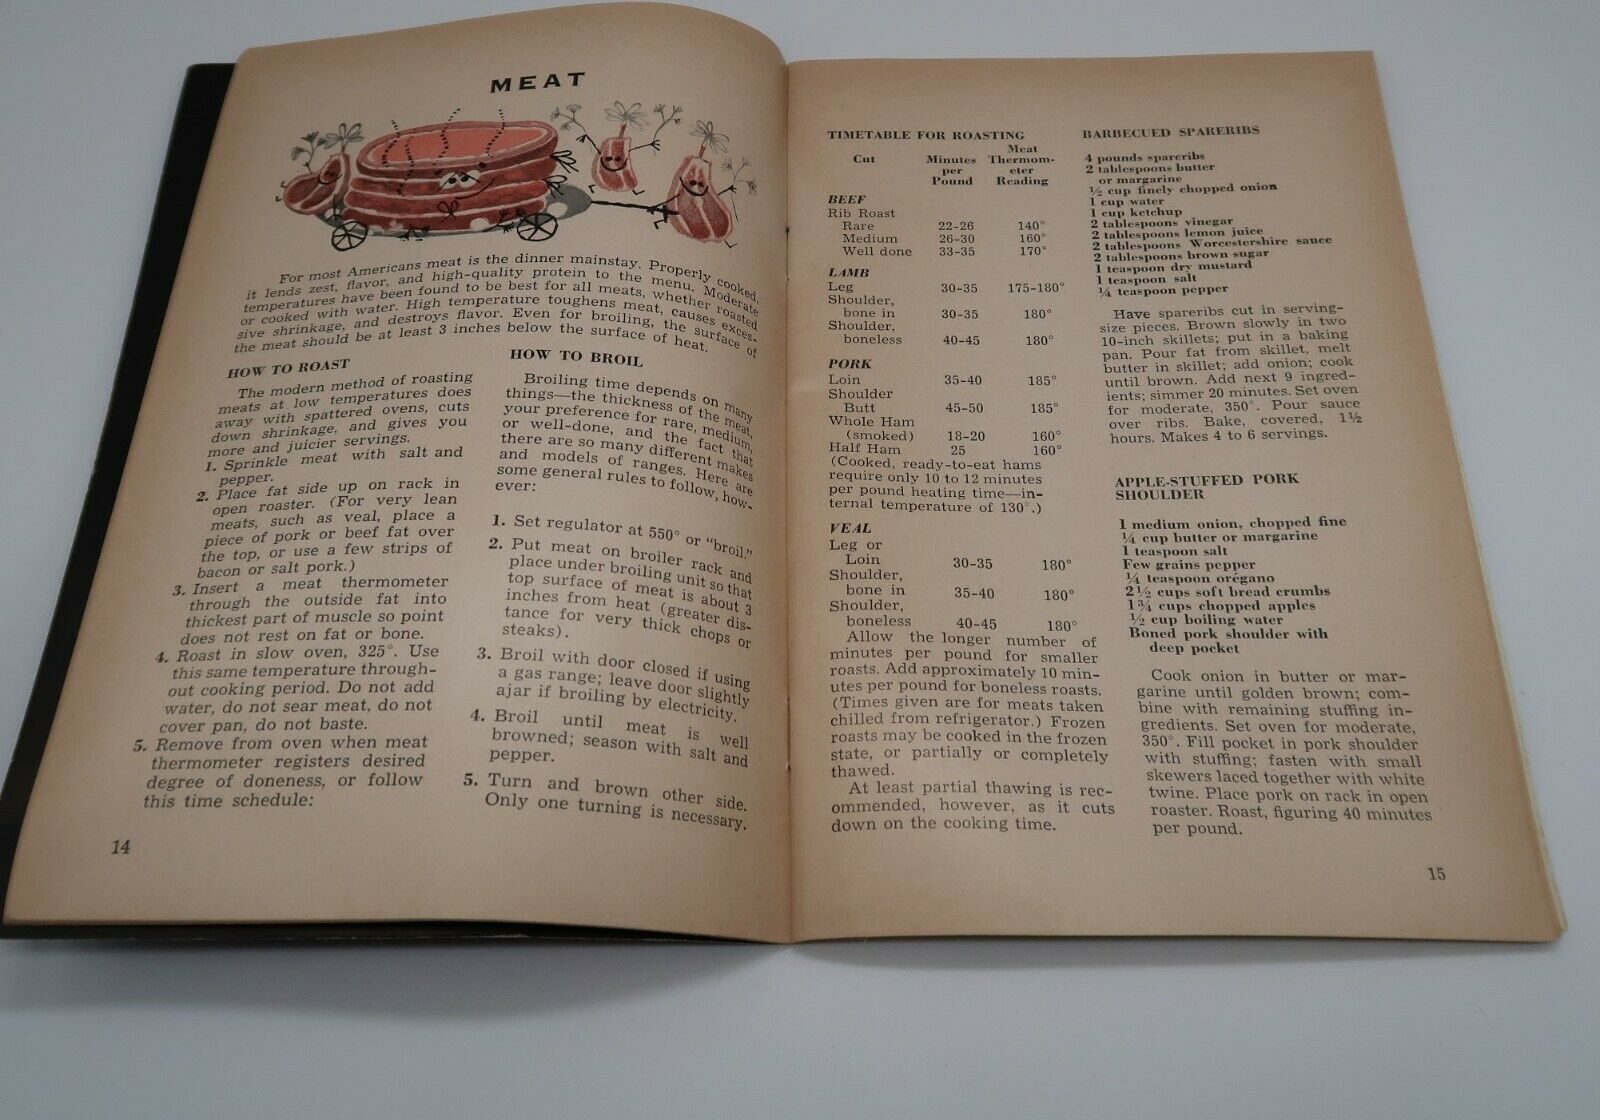 MEAT
For most Americans meat is the dinner mainstay. Properly cooked,
it lends zest, flavor, and high-quality protein to the menu. Moderate
temperatures have been found to be best for all meats, whether roasted
or cooked with water. High temperature toughens meat, causes exces-
sive shrinkage, and destroys flavor. Even for broiling, the surface of
the meat should be at least 3 inches below the surface of heat.
HOW TO ROAST
The modern method of roasting
meats at low temperatures does
away with spattered ovens, cuts
down shrinkage, and gives you
more and juicier servings.
1. Sprinkle meat with salt and
pepper.
2. Place fat side up on rack in
open roaster. (For very lean
meats, such as veal, place a
piece of pork or beef fat over
the top, or use a few strips of
bacon or salt pork.)
3. Insert a meat thermometer
through the outside fat into
thickest part of muscle so point
does not rest on fat or bone.
4. Roast in slow oven, 325°. Use
this same temperature through-
out cooking period. Do not add
water, do not sear meat, do not
cover pan, do not baste.
5. Remove from oven when meat
thermometer registers desired
degree of doneness, or follow
this time schedule:
14
HOW TO BROIL
Broiling time depends on many
things—the thickness of the meat,
your preference for rare, medium,
or well-done, and the fact that
there are so many different makes
and models of ranges. Here are
some general rules to follow, how-
ever:
1. Set regulator at 550° or "broil."
2. Put meat on broiler rack and
place under broiling unit so that
top surface of meat is about 3
inches from heat (greater dis-
tance for very thick chops or
steaks).
3. Broil with door closed if using
a gas range; leave door slightly
ajar if broiling by electricity.
4. Broil until meat is well
browned; season with salt and
pepper.
5. Turn and brown other side.
Only one turning is necessary.
TIMETABLE FOR ROASTING
Meat
Cut Minutes Thermom-
per eter
Pound Reading
BEEF
Rib Roast
Rare 22-26 140°
Medium 26-30 160°
Well done 33-35 170°
LAMB
Leg 30-35 175-180°
Shoulder,
bone in 30-35 180°
Shoulder,
boneless 40-45 180°
PORK
Loin 35-40 185°
Shoulder
Butt 45-50 185°
Whole Ham
(smoked) 18-20 160°
Half Ham 25 160°
(Cooked, ready-to-eat hams
require only 10 to 12 minutes
per pound heating time—in-
ternal temperature of 130°.)
VEAL
Leg or
Loin 30-35 180°
Shoulder,
bone in 35-40 180°
Shoulder,
boneless 40-45 180°
Allow the longer number of
minutes per pound for smaller
roasts. Add approximately 10 min-
utes per pound for boneless roasts.
(Times given are for meats taken
chilled from refrigerator.) Frozen
roasts may be cooked in the frozen
state, or partially or completely
thawed.
At least partial thawing is rec-
ommended, however, as it cuts
down on the cooking time.
BARBECUED SPARERIBS
4 pounds spareribs
2 tablespoons butter
or margarine
½ cup finely chopped onion
1 cup water
1 cup ketchup
2 tablespoons vinegar
2 tablespoons lemon juice
2 tablespoons Worcestershire sauce
2 tablespoons brown sugar
1 teaspoon dry mustard
1 teaspoon salt
¼ teaspoon pepper
Have spareribs cut in serving-
size pieces. Brown slowly in two
10-inch skillets; put in a baking
pan. Pour fat from skillet, melt
butter in skillet; add onion; cook
until brown. Add next 9 ingred-
ients; simmer 20 minutes. Set oven
for moderate, 350°. Pour sauce
over ribs. Bake, covered, 1½
hours. Makes 4 to 6 servings.
APPLE-STUFFED PORK
SHOULDER
1 medium onion, chopped fine
¼ cup butter or margarine
1 teaspoon salt
Few grains pepper
¼ teaspoon orégano
2½ cups soft bread crumbs
1¾ cups chopped apples
½ cup boiling water
Boned pork shoulder with
deep pocket
Cook onion in butter or mar-
garine until golden brown; com-
bine with remaining stuffing in-
gredients. Set oven for moderate,
350°. Fill pocket in pork shoulder
with stuffing; fasten with small
skewers laced together with white
twine. Place pork on rack in open
roaster. Roast, figuring 40 minutes
per pound.
15